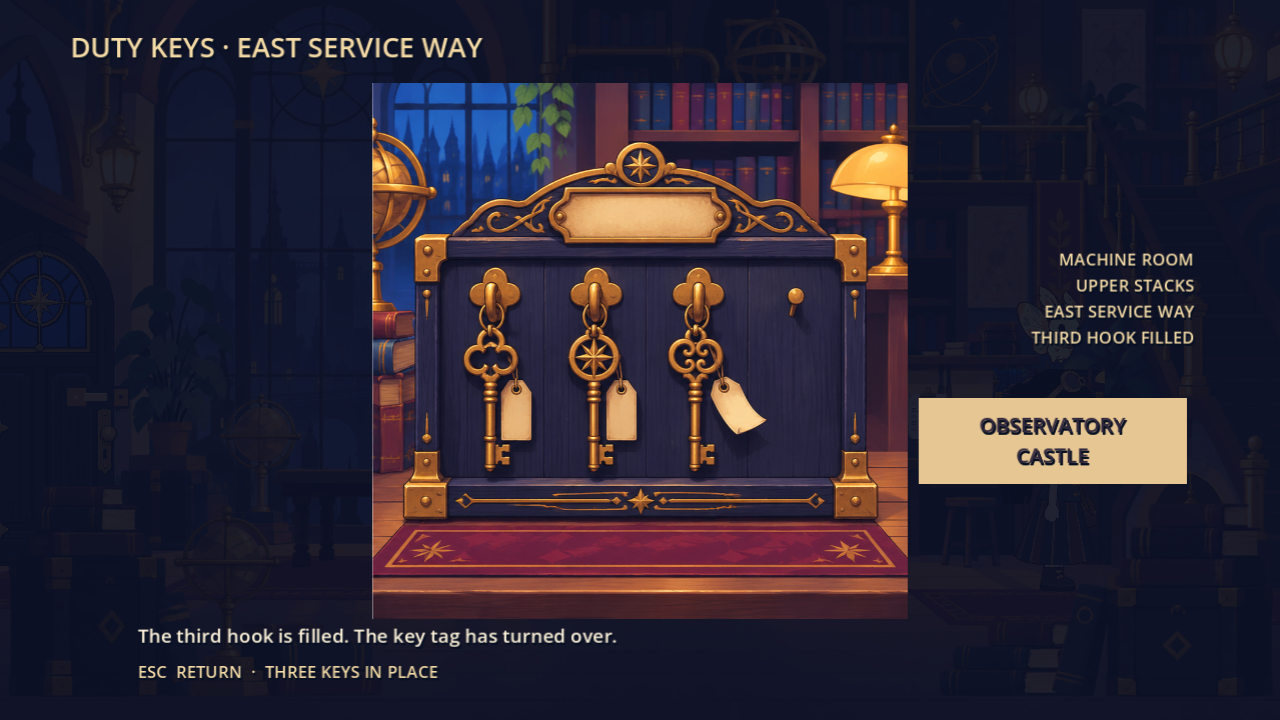 DUTY KEYS · EAST SERVICE WAY
MACHINE ROOM
UPPER STACKS
EAST SERVICE WAY
THIRD HOOK FILLED
OBSERVATORY
CASTLE
The third hook is filled. The key tag has turned over.
ESC RETURN · THREE KEYS IN PLACE